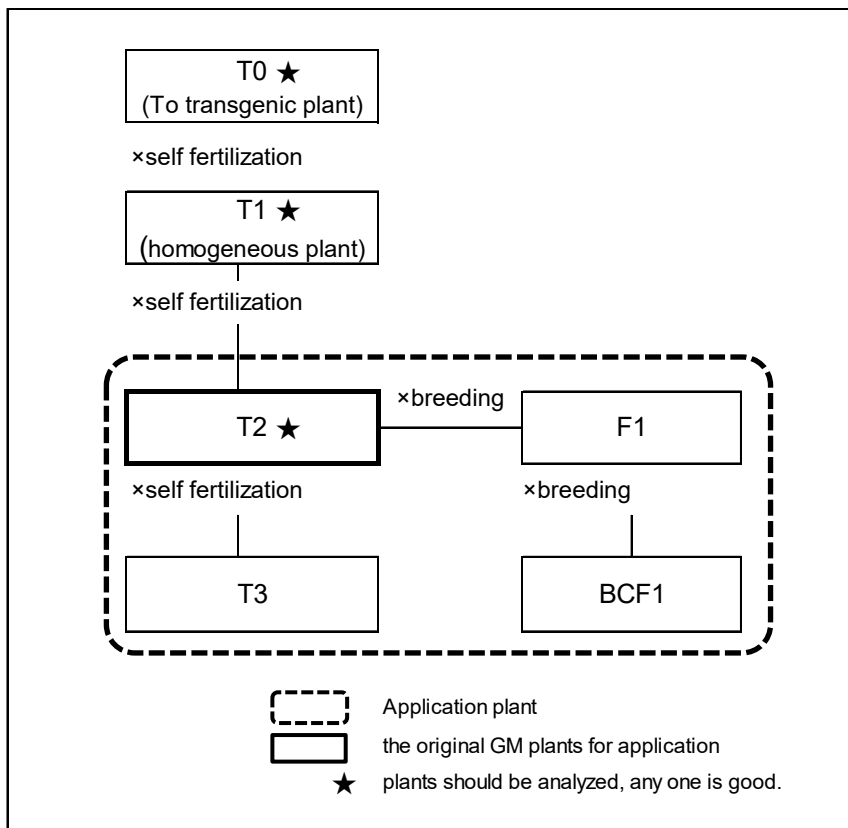 T0 ★
(To transgenic plant)
×self fertilization
T1 ★
(homogeneous plant)
×self fertilization
×breeding
T2 ★
F1
×self fertilization
×breeding
T3
BCF1
Application plant
the original GM plants for application
★ plants should be analyzed, any one is good.